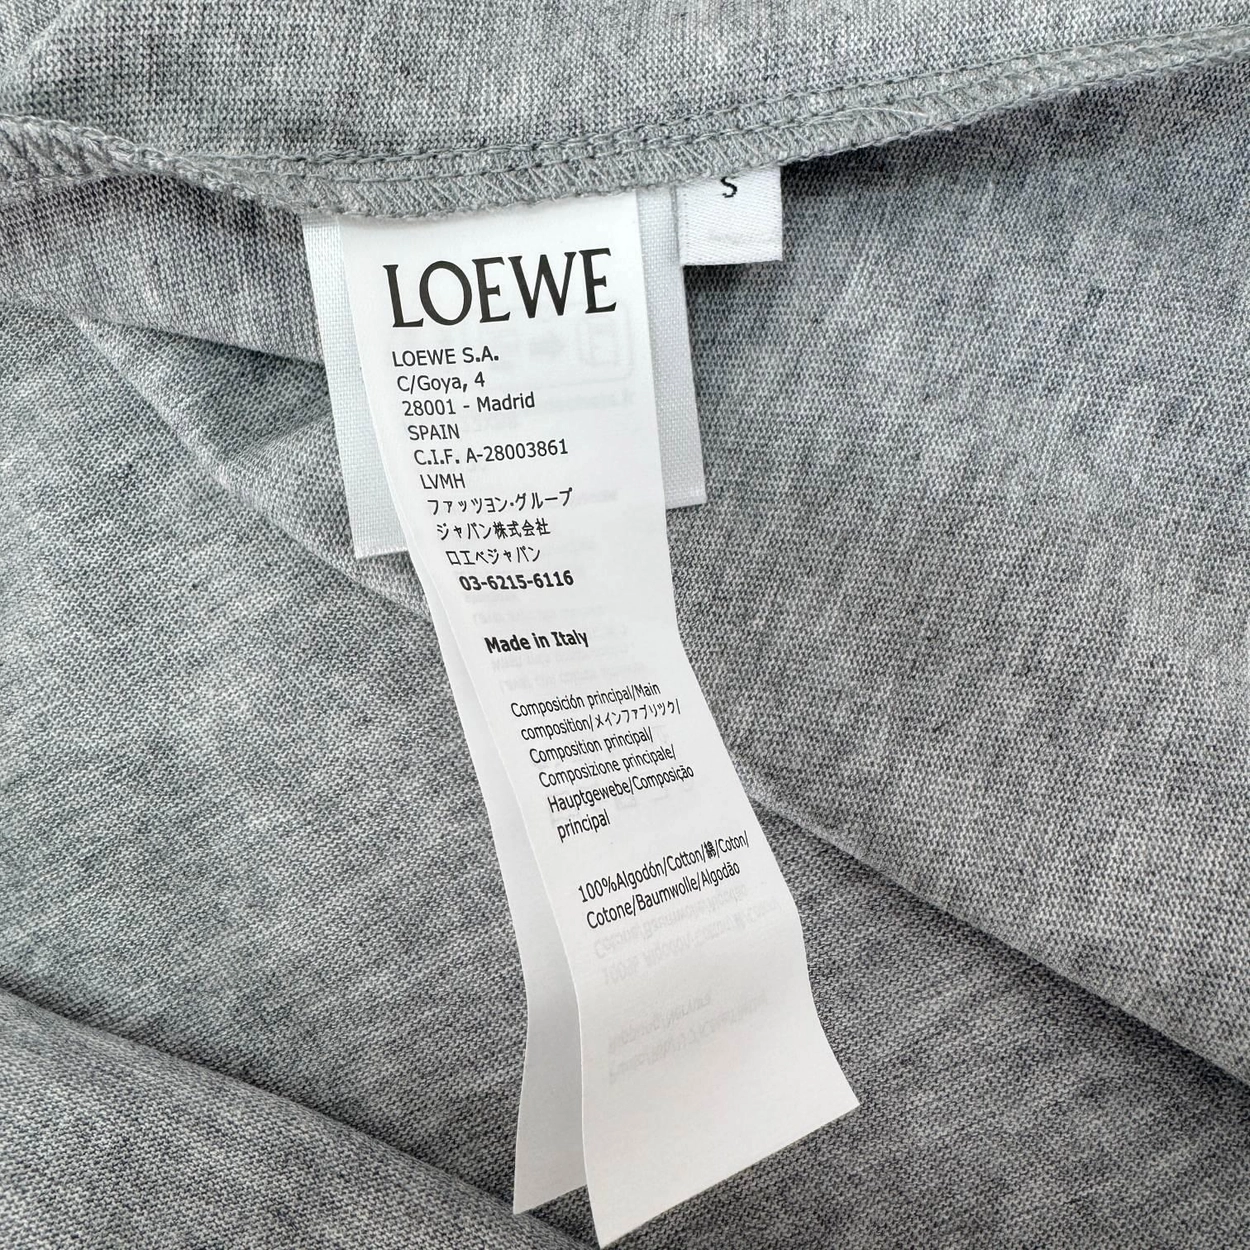 S
LOEWE
LOEWE S.A.
C/Goya, 4
28001 - Madrid
SPAIN
C.I.F. A-28003861
LVMH
ファッツヨン・グループ
ジャパン株式会社
ロエベジャパン
03-6215-6116
Made in Italy
Composición principal/Main
composition/メインファブリック/
Composition principal/
Composizione principale/
Hauptgewebe/Composição
principal
100%Algodón/Cotton/綿/Coton/
Cotone/Baumwolle/Algodão